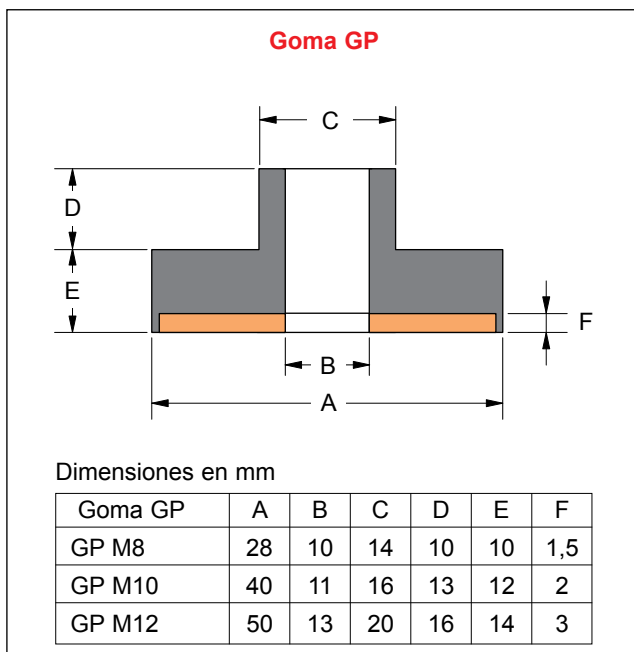 Goma GP
C
D
E
F
B
A
Dimensiones en mm
Goma GP A B C D E F
GP M8 28 10 14 10 10 1,5
GP M10 40 11 16 13 12 2
GP M12 50 13 20 16 14 3